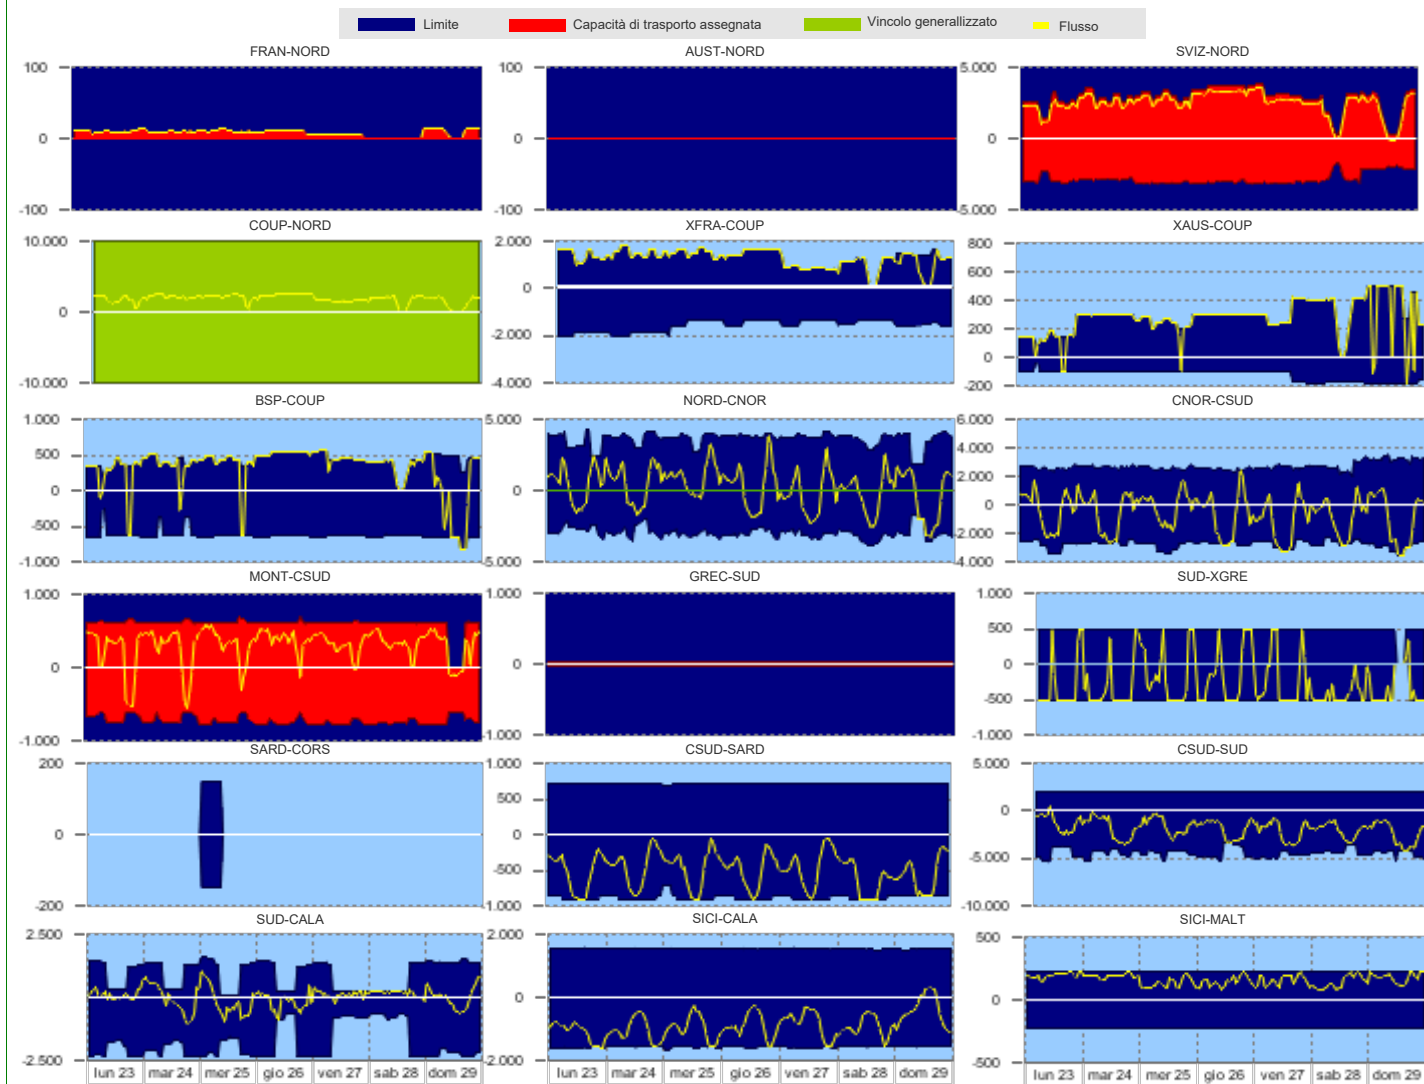 Limite Capacità di trasporto assegnata Vincolo generallizzato Flusso
FRAN-NORD AUST-NORD SVIZ-NORD
100 100 5.000
0 0 0
-100 -100 -5.000
COUP-NORD XFRA-COUP XAUS-COUP
10.000 2.000 800
600
0 0 400
200
-2.000 0
-10.000 -4.000 -200
BSP-COUP NORD-CNOR CNOR-CSUD
1.000 5.000 6.000
500 4.000
2.000
0 0 0
-500 -2.000
-1.000 -5.000 -4.000
MONT-CSUD GREC-SUD SUD-XGRE
1.000 1.000 1.000
500
0 0 0
-500
-1.000 -1.000 -1.000
SARD-CORS CSUD-SARD CSUD-SUD
200 1.000 5.000
500
0 0 0
-500 -5.000
-200 -1.000 -10.000
SUD-CALA SICI-CALA SICI-MALT
2.500 2.000 500
0 0 0
-2.500 -2.000 -500
lun 23 mar 24 mer 25 gio 26 ven 27 sab 28 dom 29 lun 23 mar 24 mer 25 gio 26 ven 27 sab 28 dom 29 lun 23 mar 24 mer 25 gio 26 ven 27 sab 28 dom 29